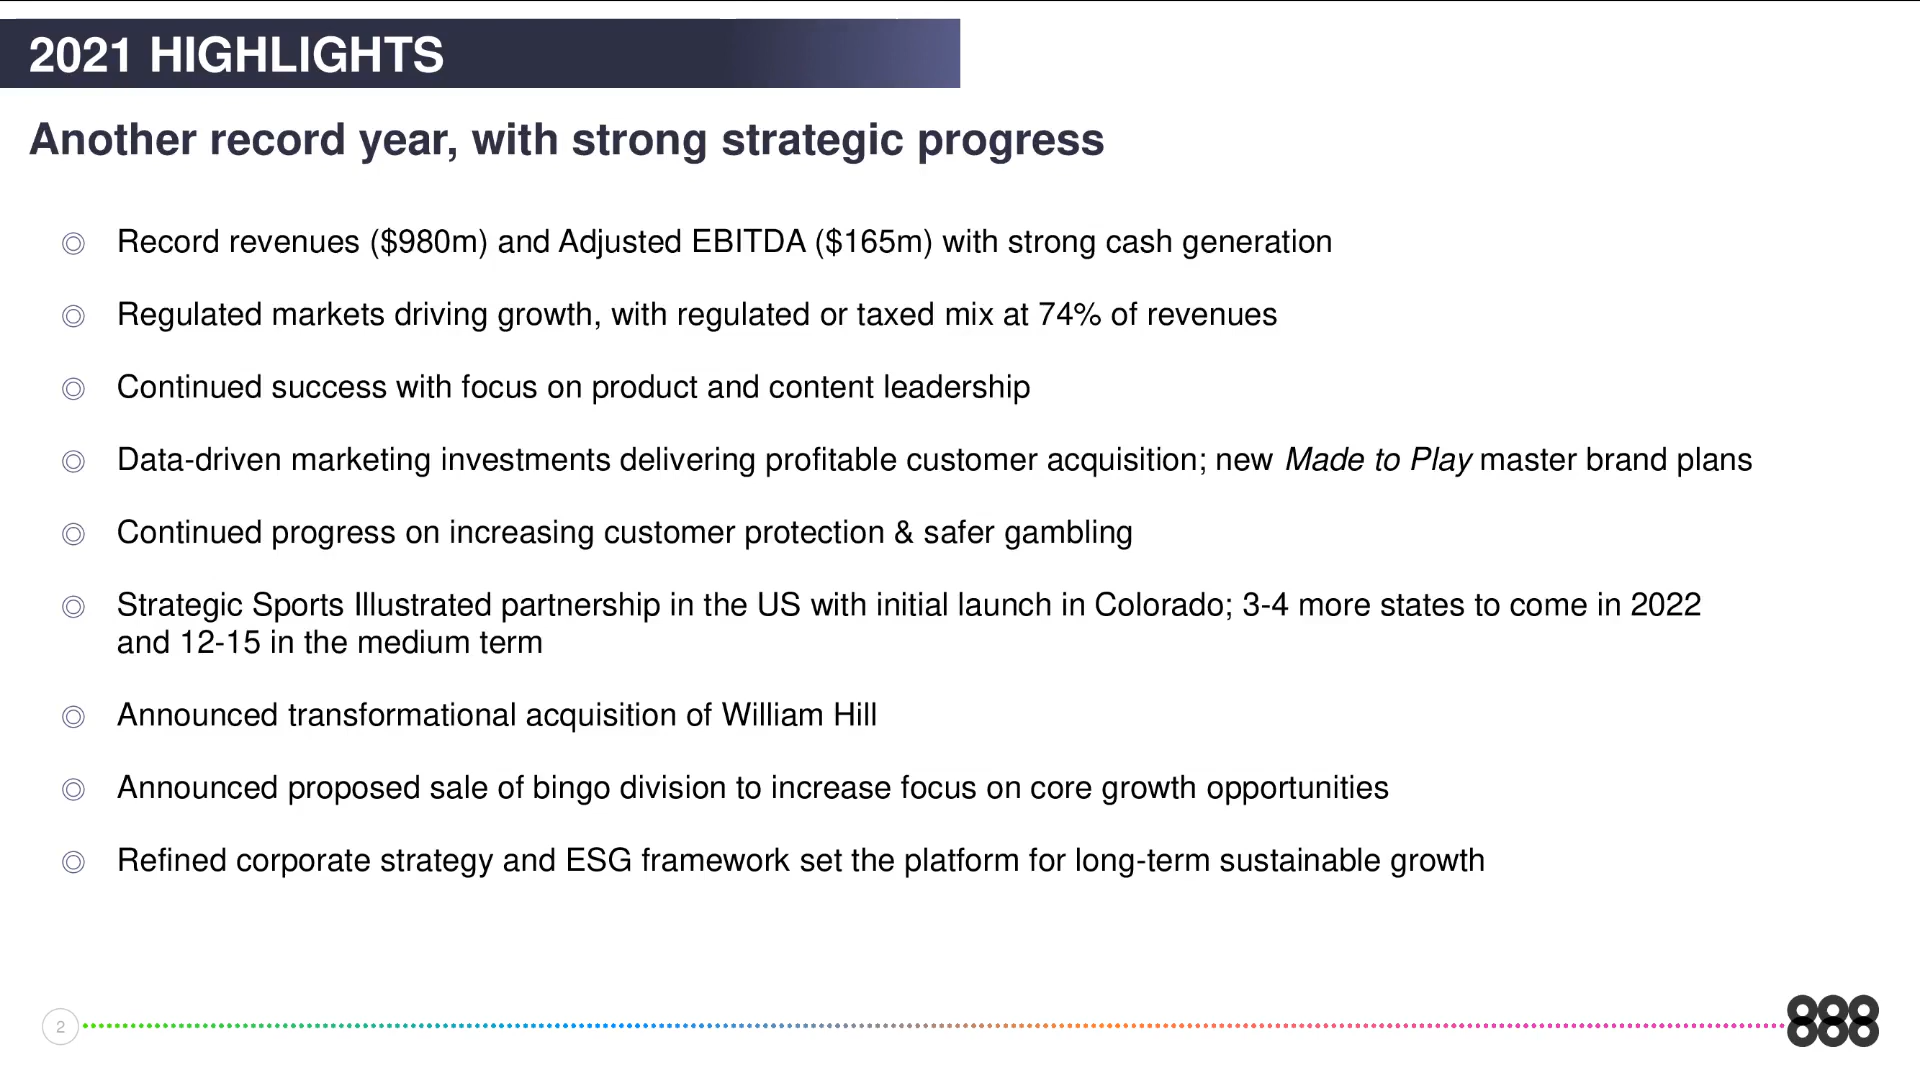 2021 HIGHLIGHTS
Another record year, with strong strategic progress
◎ Record revenues ($980m) and Adjusted EBITDA ($165m) with strong cash generation
◎ Regulated markets driving growth, with regulated or taxed mix at 74% of revenues
◎ Continued success with focus on product and content leadership
◎ Data-driven marketing investments delivering profitable customer acquisition; new Made to Play master brand plans
◎ Continued progress on increasing customer protection & safer gambling
◎ Strategic Sports Illustrated partnership in the US with initial launch in Colorado; 3-4 more states to come in 2022
and 12-15 in the medium term
◎ Announced transformational acquisition of William Hill
◎ Announced proposed sale of bingo division to increase focus on core growth opportunities
◎ Refined corporate strategy and ESG framework set the platform for long-term sustainable growth
2
888